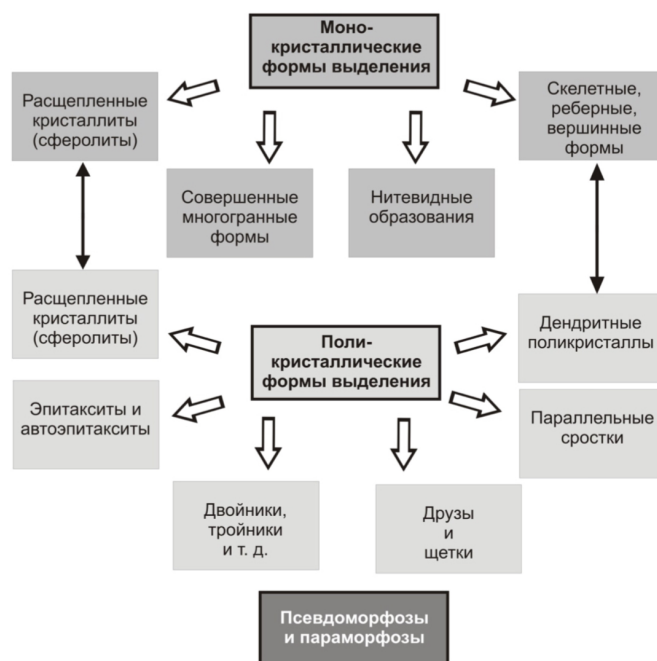 Моно-
кристаллические
формы выделения
Расщепленные
кристаллиты
(сферолиты)
Скелетные,
реберные,
вершинные
формы
Совершенные
многогранные
формы
Нитевидные
образования
Расщепленные
кристаллиты
(сферолиты)
Поли-
кристаллические
формы выделения
Дендритные
поликристаллы
Эпитакситы и
автоэпитакситы
Параллельные
сростки
Двойники,
тройники
и т. д.
Друзы
и
щетки
Псевдоморфозы
и параморфозы